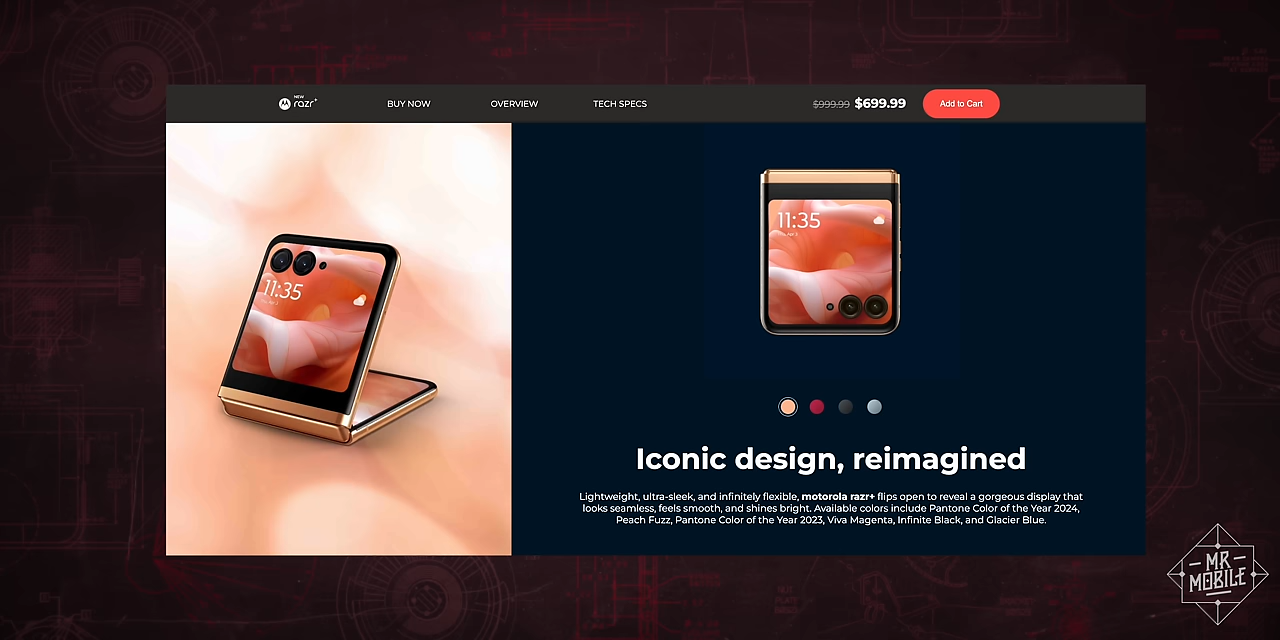 NEW
razr+
BUY NOW
OVERVIEW
TECH SPECS
$999.99 $699.99
Add to Cart
11:35
11:35
Iconic design, reimagined
Lightweight, ultra-sleek, and infinitely flexible, motorola razr+ flips open to reveal a gorgeous display that
looks seamless, feels smooth, and shines bright. Available colors include Pantone Color of the Year 2024,
Peach Fuzz, Pantone Color of the Year 2023, Viva Magenta, Infinite Black, and Glacier Blue.
MR
MOBILE